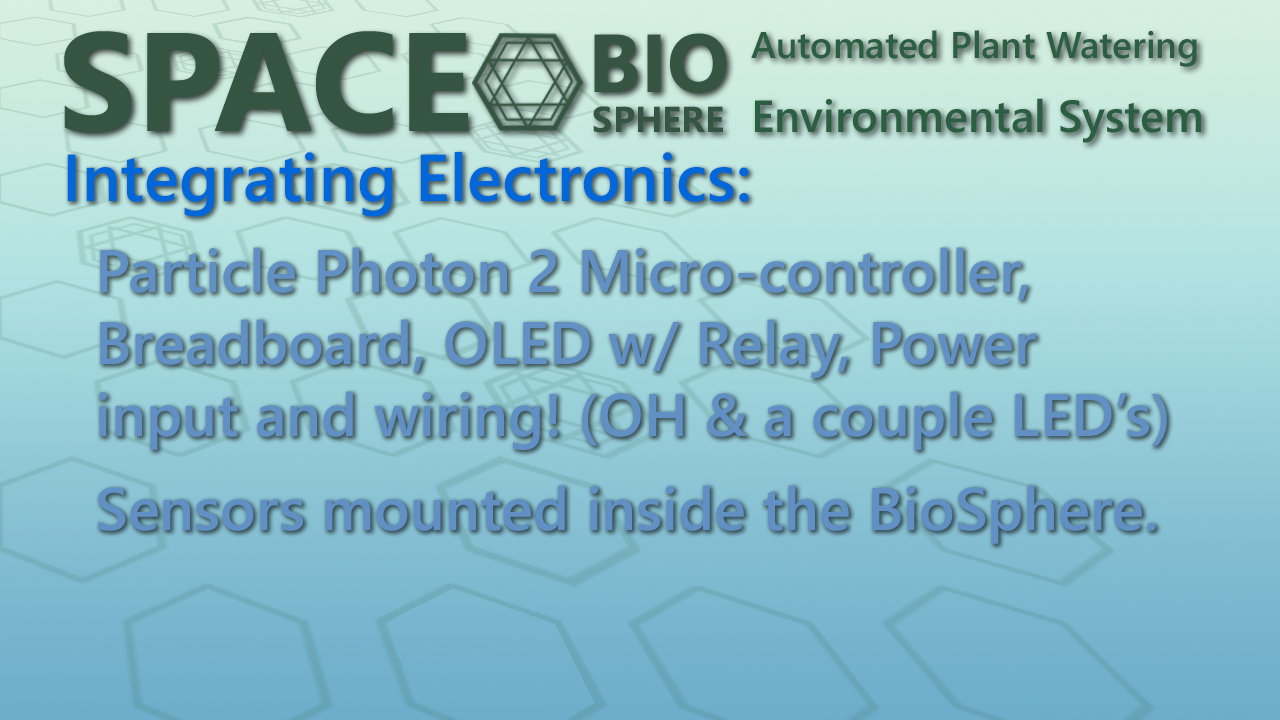 SPACE BIO SPHERE
Automated Plant Watering
Environmental System
Integrating Electronics:
Particle Photon 2 Micro-controller,
Breadboard, OLED w/ Relay, Power
input and wiring! (OH & a couple LED’s)
Sensors mounted inside the BioSphere.